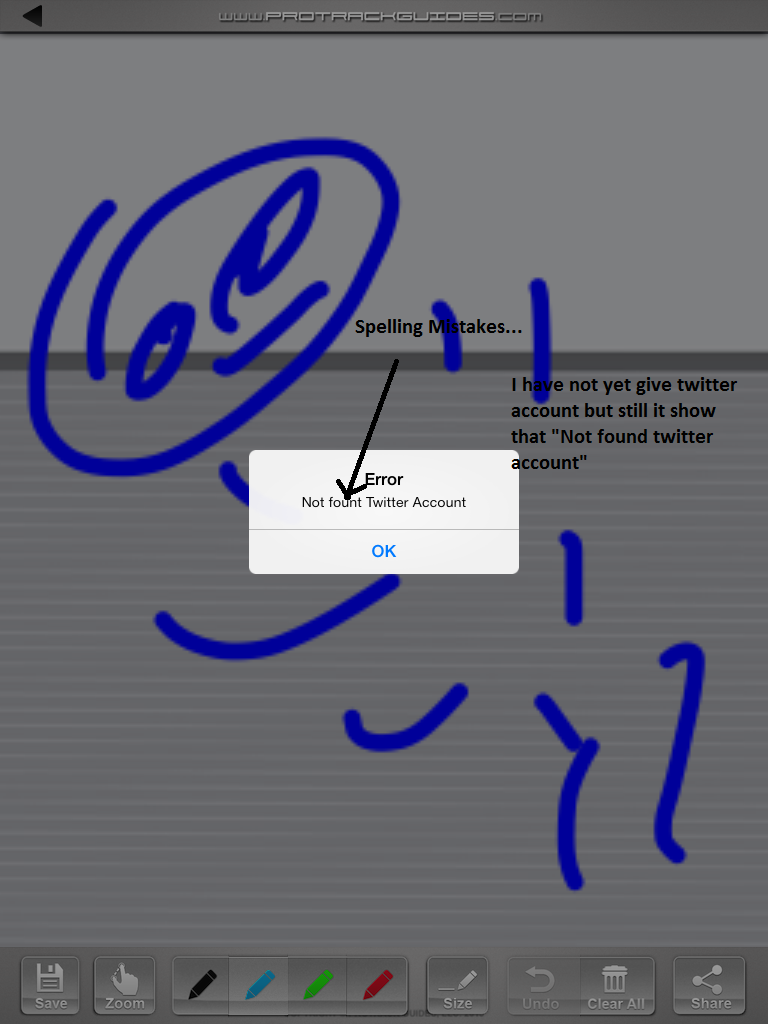 www.PROTRACKGUIDES.com
Spelling Mistakes...
I have not yet give twitter
account but still it show
that "Not found twitter
account"
Error
Not fount Twitter Account
OK
Save
Zoom
Size
Undo
Clear All
Share